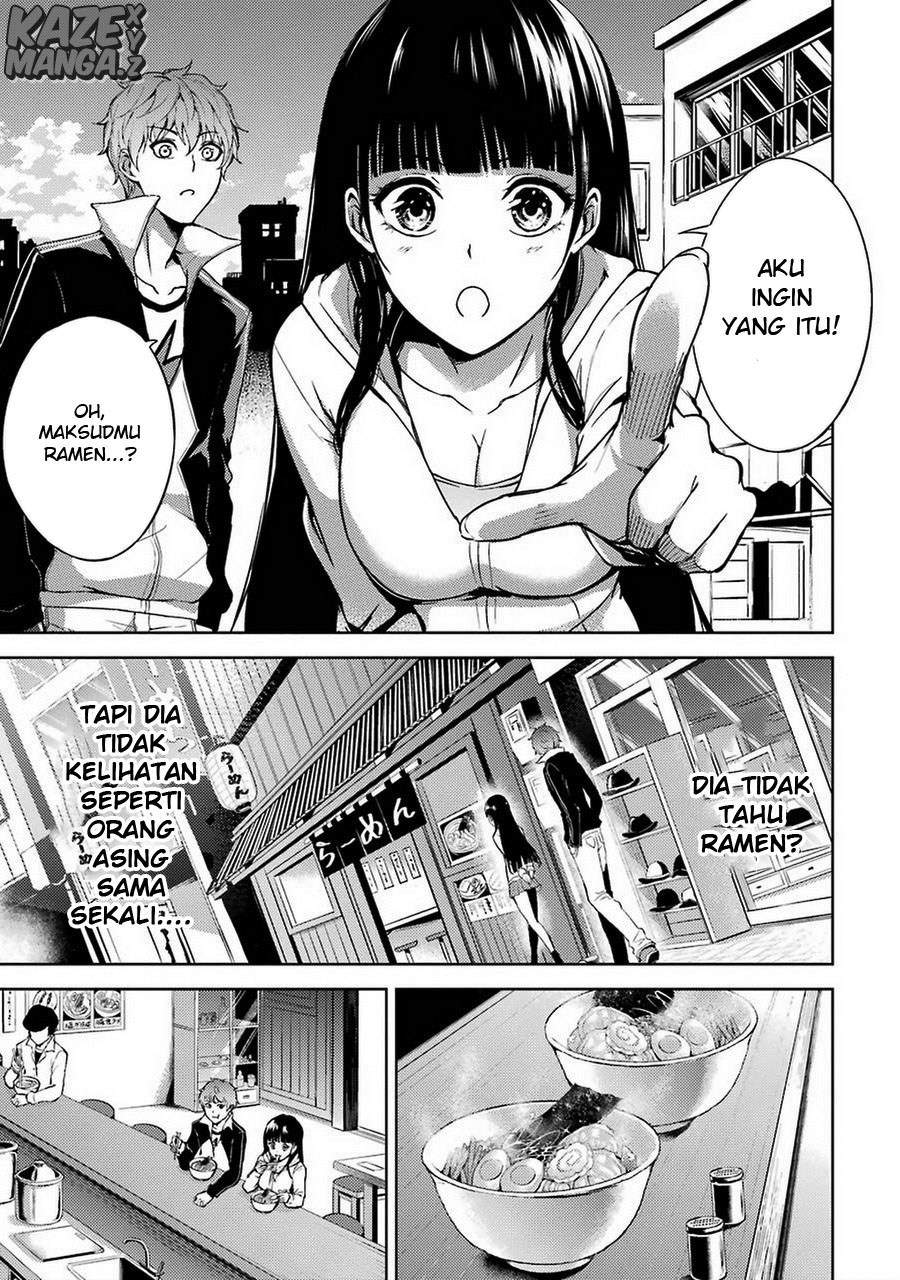 KAZE
MANGA.
XYZ
AKU
INGIN
YANG ITU!
OH,
MAKSUDMU
RAMEN...?
DIA TIDAK
TAHU
RAMEN?
TAPI DIA
TIDAK
KELIHATAN
SEPERTI
ORANG
ASING
SAMA
SEKALI....
らーめん
らーめん